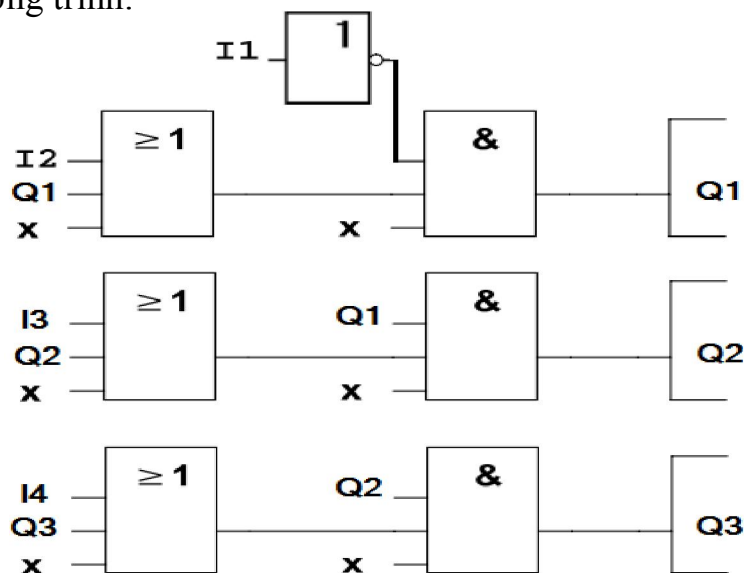 1
I1
≥ 1 &
I2
Q1 Q1
x x
≥ 1 &
I3 Q1
Q2 Q2
x x
≥ 1 &
I4 Q2
Q3 Q3
x x